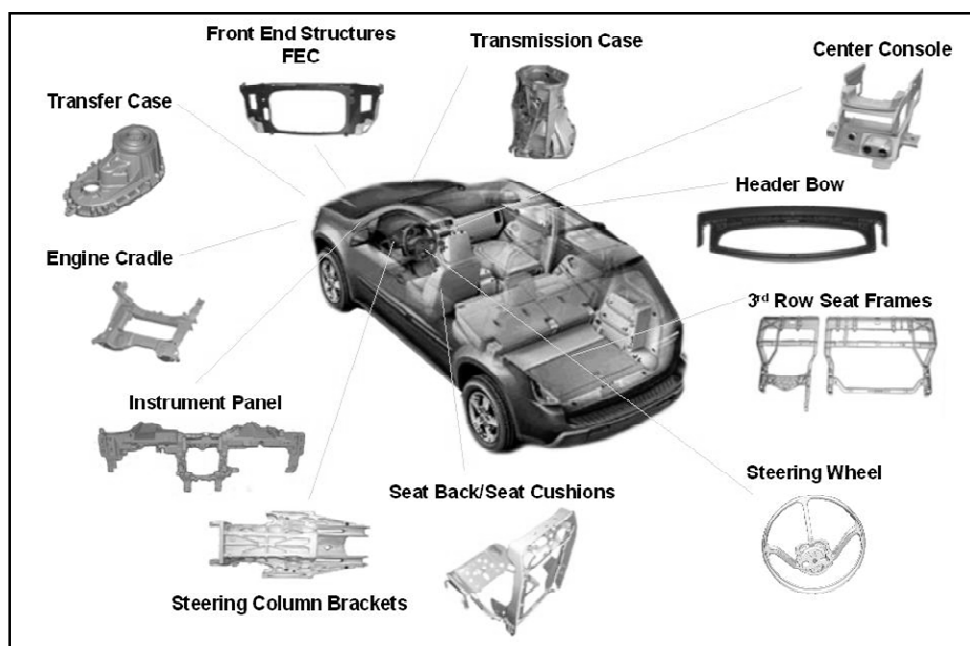 Front End Structures
FEC
Transmission Case
Center Console
Transfer Case
Header Bow
Engine Cradle
3rd Row Seat Frames
Instrument Panel
Steering Wheel
Seat Back/Seat Cushions
Steering Column Brackets